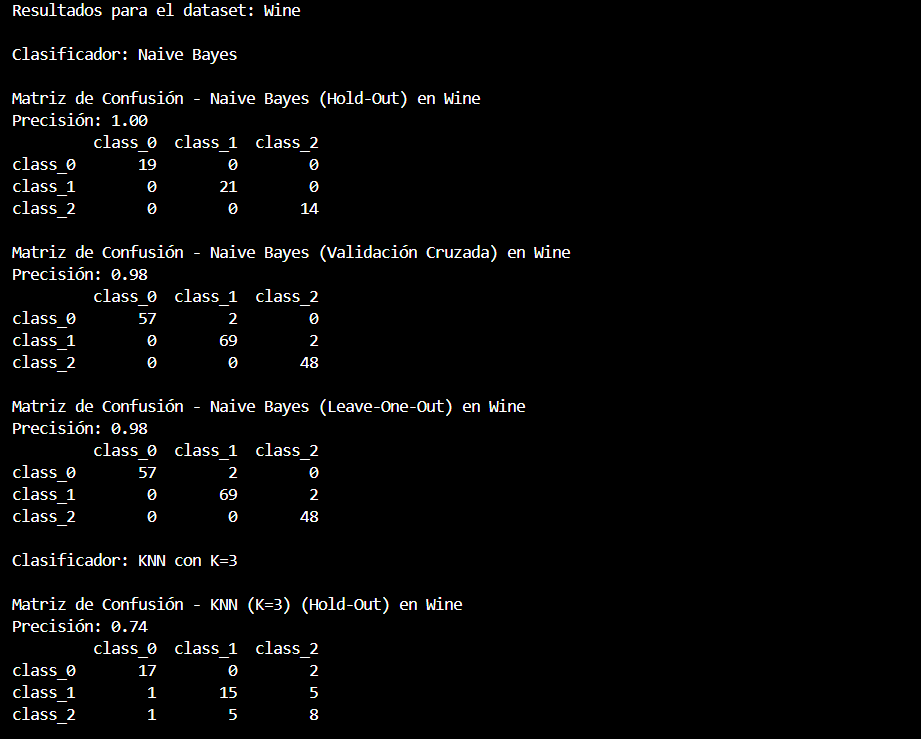 Resultados para el dataset: Wine
Clasificador: Naive Bayes
Matriz de Confusión - Naive Bayes (Hold-Out) en Wine
Precisión: 1.00
class_0 class_1 class_2
class_0 19 0 0
class_1 0 21 0
class_2 0 0 14
Matriz de Confusión - Naive Bayes (Validación Cruzada) en Wine
Precisión: 0.98
class_0 class_1 class_2
class_0 57 2 0
class_1 0 69 2
class_2 0 0 48
Matriz de Confusión - Naive Bayes (Leave-One-Out) en Wine
Precisión: 0.98
class_0 class_1 class_2
class_0 57 2 0
class_1 0 69 2
class_2 0 0 48
Clasificador: KNN con K=3
Matriz de Confusión - KNN (K=3) (Hold-Out) en Wine
Precisión: 0.74
class_0 class_1 class_2
class_0 17 0 2
class_1 1 15 5
class_2 1 5 8